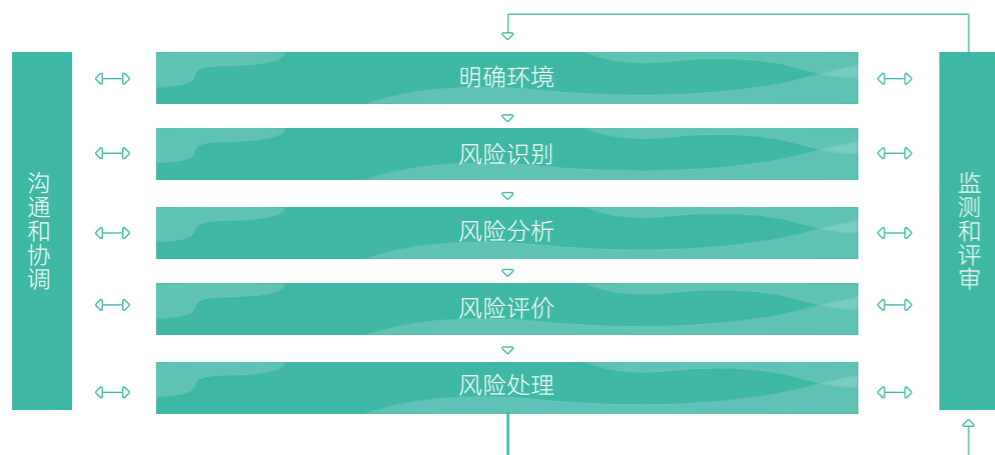 明确环境
沟通和协调
风险识别
风险分析
风险评价
风险处理
监测和评审